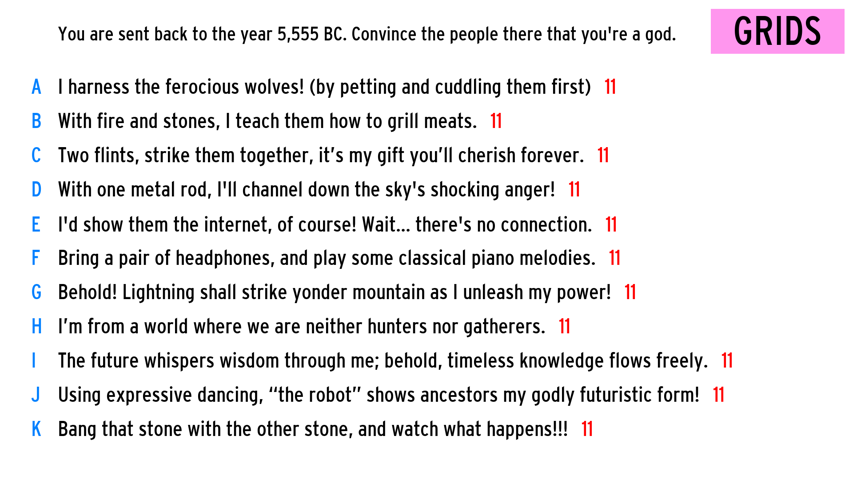 You are sent back to the year 5,555 BC. Convince the people there that you're a god.
GRIDS
A I harness the ferocious wolves! (by petting and cuddling them first) 11
B With fire and stones, I teach them how to grill meats. 11
C Two flints, strike them together, it’s my gift you’ll cherish forever. 11
D With one metal rod, I'll channel down the sky's shocking anger! 11
E I'd show them the internet, of course! Wait... there's no connection. 11
F Bring a pair of headphones, and play some classical piano melodies. 11
G Behold! Lightning shall strike yonder mountain as I unleash my power! 11
H I’m from a world where we are neither hunters nor gatherers. 11
I The future whispers wisdom through me; behold, timeless knowledge flows freely. 11
J Using expressive dancing, “the robot” shows ancestors my godly futuristic form! 11
K Bang that stone with the other stone, and watch what happens!!! 11